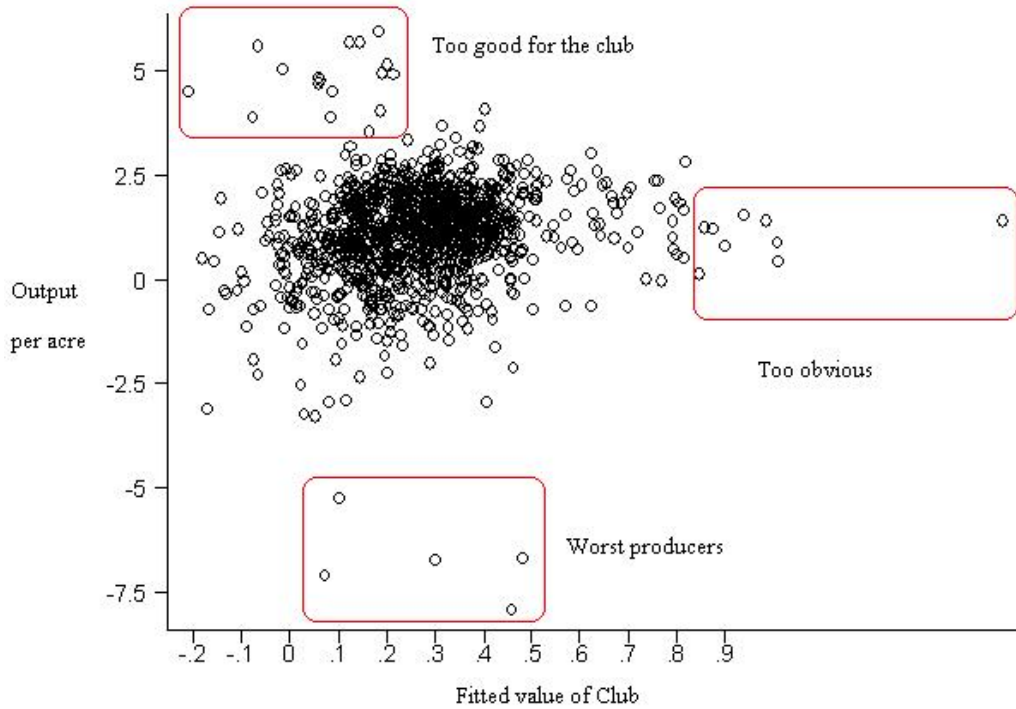 Too good for the club
5
2.5
0
Output
per acre
-2.5
Too obvious
-5
Worst producers
-7.5
-.2 -.1 0 .1 .2 .3 .4 .5 .6 .7 .8 .9
Fitted value of Club